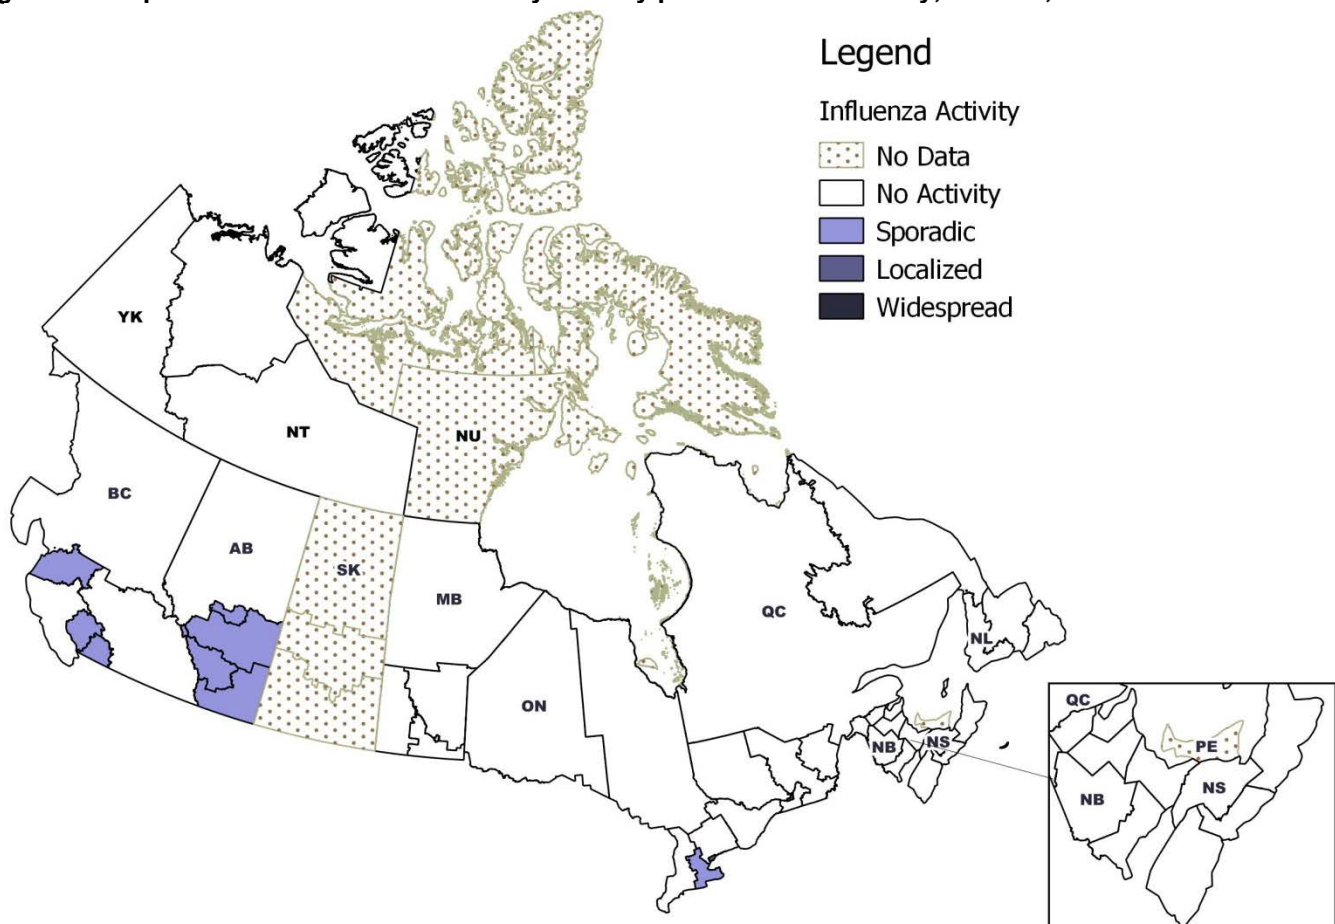 Legend
Influenza Activity
No Data
No Activity
Sporadic
Localized
Widespread
YK
NT
NU
BC
AB
SK
MB
QC
NL
ON
NB
NS
QC
PE
NB
NS